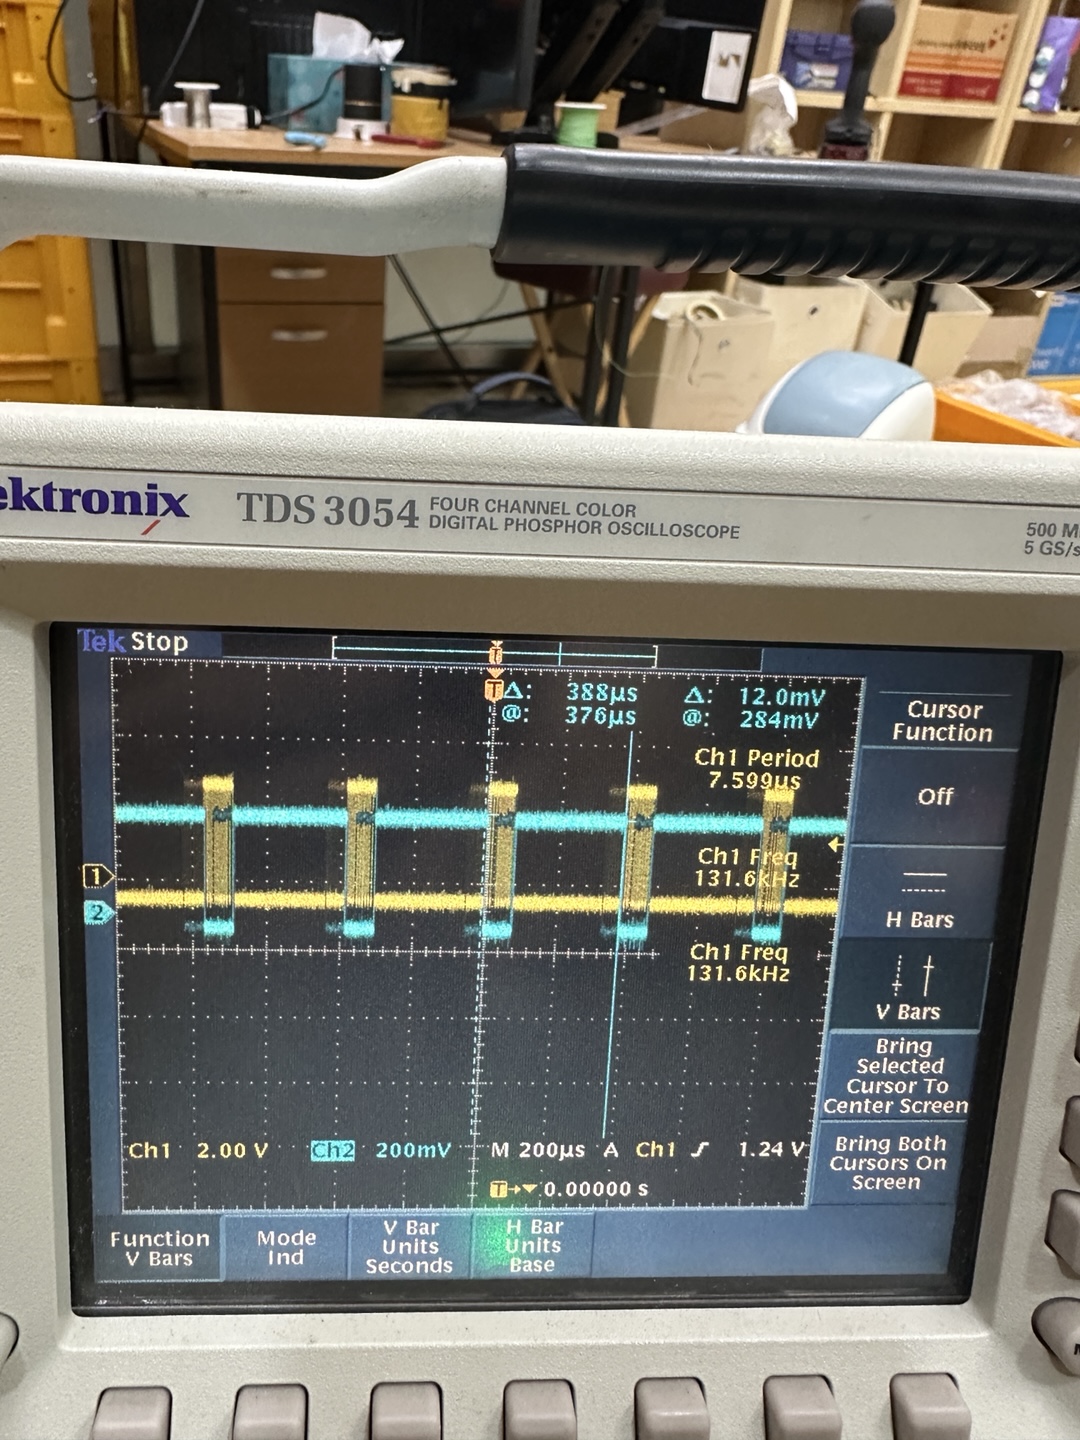 ektronix TDS 3054 FOUR CHANNEL COLOR
DIGITAL PHOSPHOR OSCILLOSCOPE
500 M
5 GS/s
Tek Stop
T
T Δ: 388µs Δ: 12.0mV
@: 376µs @: 284mV
Ch1 Period
7.599µs
Ch1 Freq
131.6kHz
Ch1 Freq
131.6kHz
1
2
Ch1 2.00 V Ch2 200mV M 200µs A Ch1 1.24 V
T 0.00000 s
Cursor
Function
Off
H Bars
V Bars
Bring
Selected
Cursor To
Center Screen
Bring Both
Cursors On
Screen
Function
V Bars
Mode
Ind
V Bar
Units
Seconds
H Bar
Units
Base